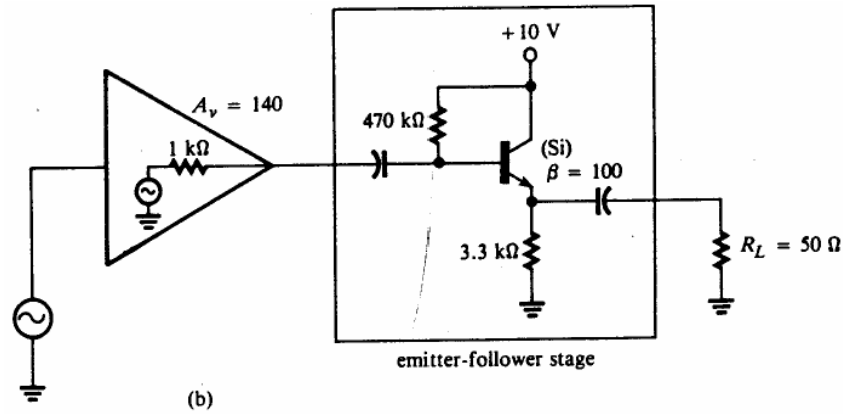 +10 V
A_v = 140
1 kΩ
470 kΩ
(Si)
β = 100
3.3 kΩ
R_L = 50 Ω
emitter-follower stage
(b)